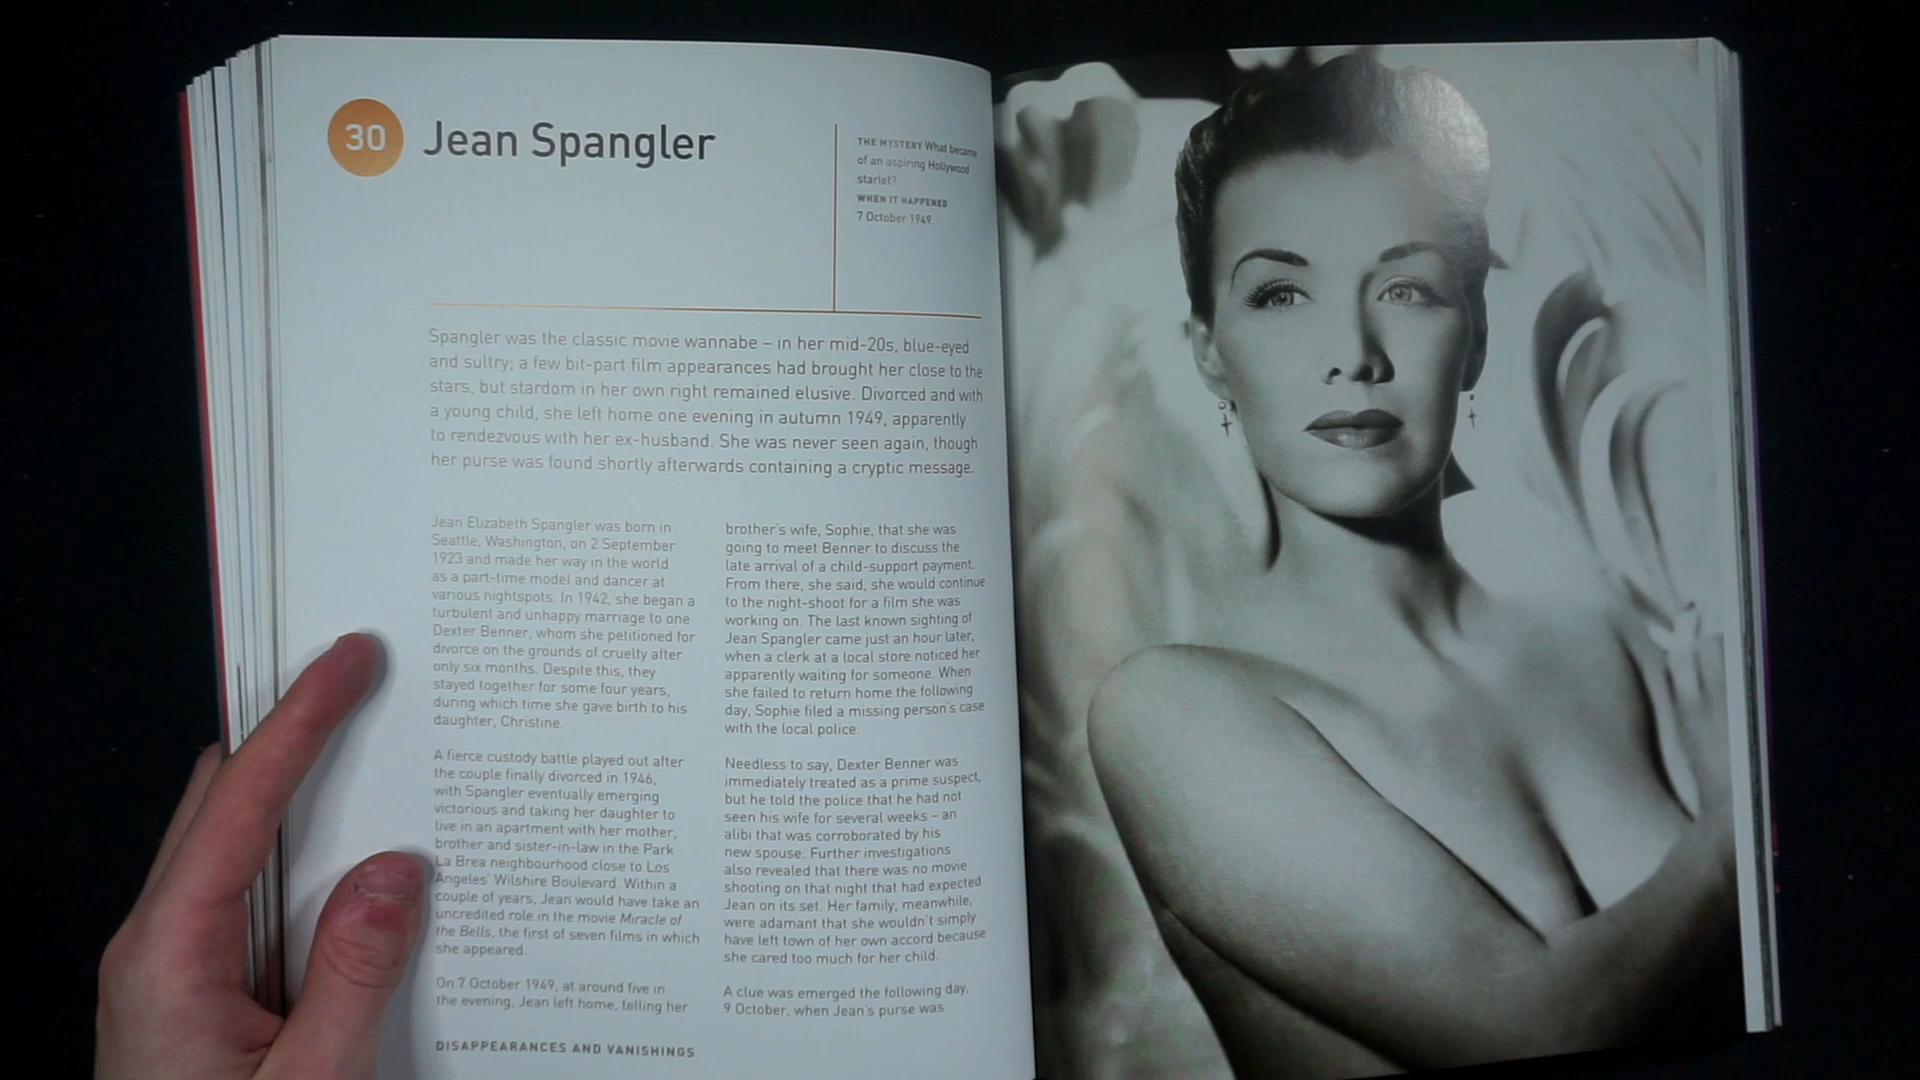 30 Jean Spangler
THE MYSTERY What became
of an aspiring Hollywood
starlet?
WHEN IT HAPPENED
7 October 1949.
Spangler was the classic movie wannabe – in her mid-20s, blue-eyed
and sultry; a few bit-part film appearances had brought her close to the
stars, but stardom in her own right remained elusive. Divorced and with
a young child, she left home one evening in autumn 1949, apparently
to rendezvous with her ex-husband. She was never seen again, though
her purse was found shortly afterwards containing a cryptic message.
Jean Elizabeth Spangler was born in
Seattle, Washington, on 2 September
1923 and made her way in the world
as a part-time model and dancer at
various nightspots. In 1942, she began a
turbulent and unhappy marriage to one
Dexter Benner, whom she petitioned for
divorce on the grounds of cruelty after
only six months. Despite this, they
stayed together for some four years,
during which time she gave birth to his
daughter, Christine.
A fierce custody battle played out after
the couple finally divorced in 1946,
with Spangler eventually emerging
victorious and taking her daughter to
live in an apartment with her mother,
brother and sister-in-law in the Park
La Brea neighbourhood close to Los
Angeles' Wilshire Boulevard. Within a
couple of years, Jean would have take an
uncredited role in the movie Miracle of
the Bells, the first of seven films in which
she appeared.
On 7 October 1949, at around five in
the evening, Jean left home, telling her
brother's wife, Sophie, that she was
going to meet Benner to discuss the
late arrival of a child-support payment.
From there, she said, she would continue
to the night-shoot for a film she was
working on. The last known sighting of
Jean Spangler came just an hour later,
when a clerk at a local store noticed her
apparently waiting for someone. When
she failed to return home the following
day, Sophie filed a missing person's case
with the local police.
Needless to say, Dexter Benner was
immediately treated as a prime suspect,
but he told the police that he had not
seen his wife for several weeks – an
alibi that was corroborated by his
new spouse. Further investigations
also revealed that there was no movie
shooting on that night that had expected
Jean on its set. Her family, meanwhile,
were adamant that she wouldn't simply
have left town of her own accord because
she cared too much for her child.
A clue was emerged the following day,
9 October, when Jean's purse was
DISAPPEARANCES AND VANISHINGS